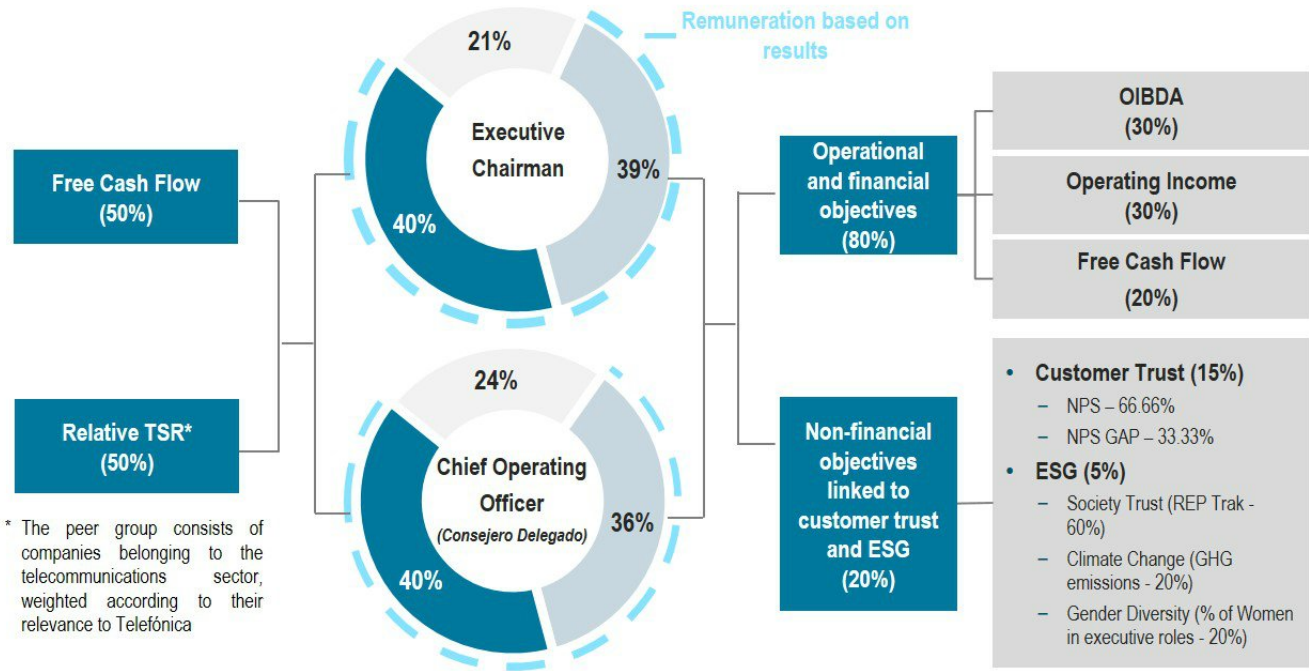 Remuneration based on
results
21%
Executive
Chairman
39%
40%
Free Cash Flow
(50%)
Relative TSR*
(50%)
* The peer group consists of
companies belonging to the
telecommunications sector,
weighted according to their
relevance to Telefónica
24%
Chief Operating
Officer
(Consejero Delegado)
36%
40%
Operational
and financial
objectives
(80%)
OIBDA
(30%)
Operating Income
(30%)
Free Cash Flow
(20%)
Non-financial
objectives
linked to
customer trust
and ESG
(20%)
• Customer Trust (15%)
– NPS – 66.66%
– NPS GAP – 33.33%
• ESG (5%)
– Society Trust (REP Trak -
60%)
– Climate Change (GHG
emissions - 20%)
– Gender Diversity (% of Women
in executive roles - 20%)